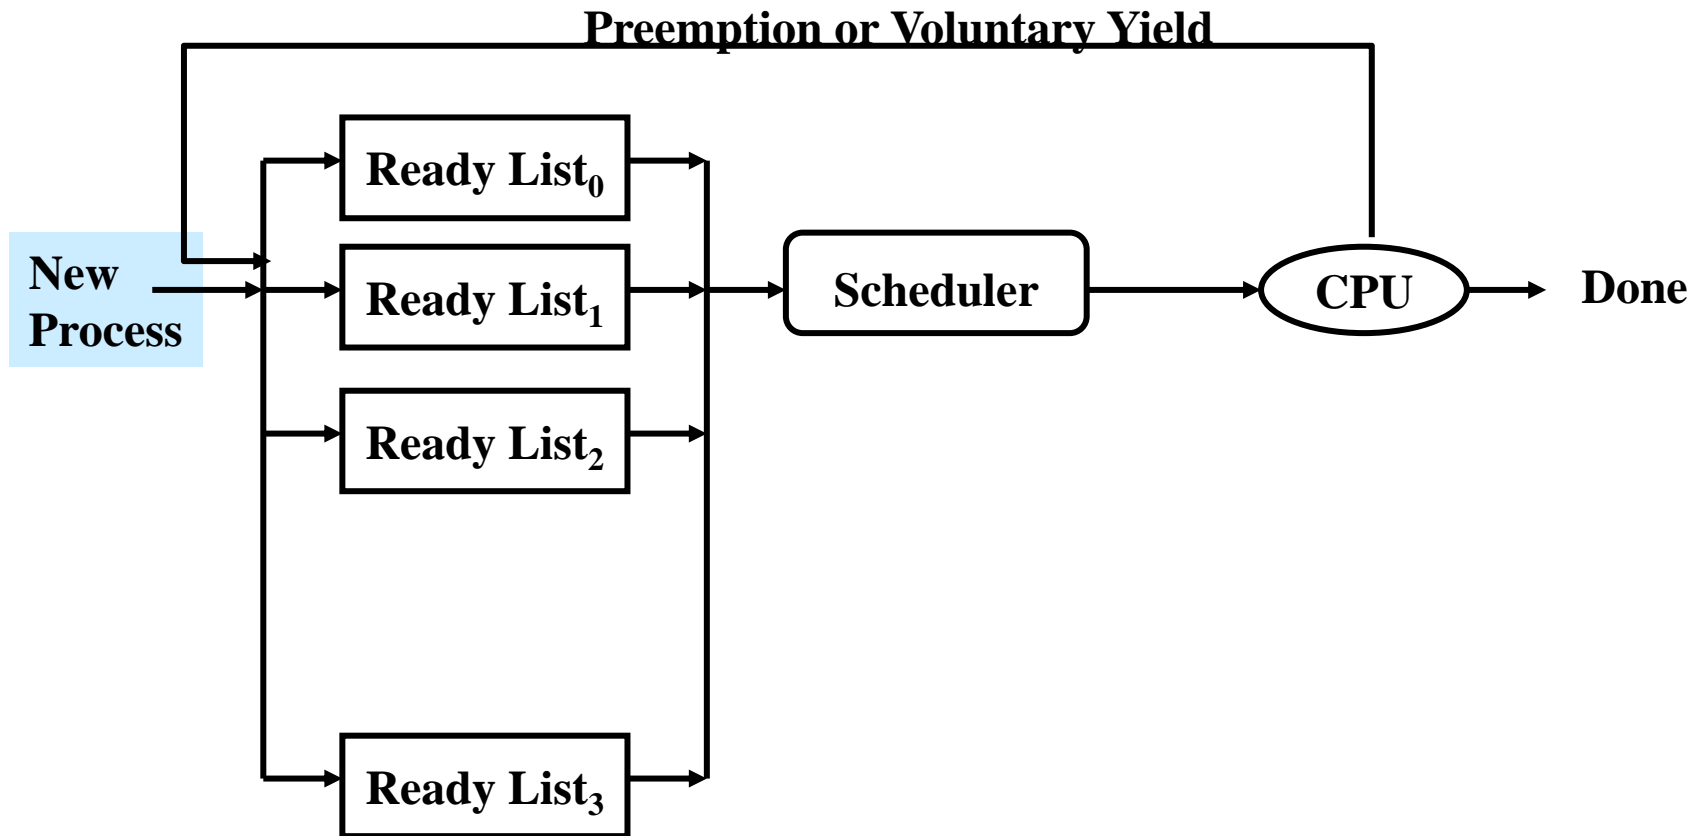 Preemption or Voluntary Yield
Ready List₀
New
Process
Ready List₁
Scheduler
CPU
Done
Ready List₂
Ready List₃